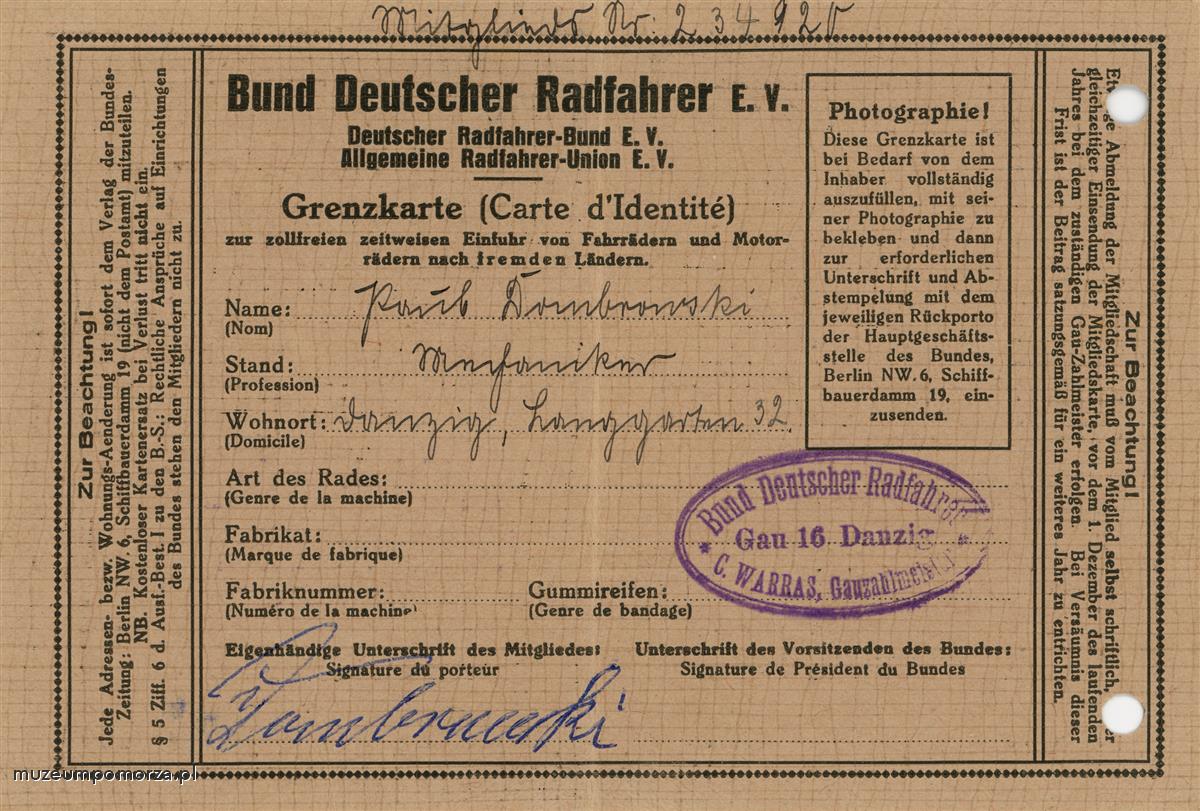 Mitglieds Nr: 234920
Zur Beachtung!
Jede Adressen- bezw. Wohnungs-Aenderung ist sofort dem Verlag der Bundes-
Zeitung: Berlin NW. 6, Schiffbauerdamm 19 (nicht dem Postamt) mitzuteilen.
NB. Kostenloser Kartenersatz bei Verlust tritt nicht ein.
§ 5 Ziff. 6 d. Ausf.-Best. I zu den B.-S.: Rechtliche Ansprüche auf Einrichtungen
des Bundes stehen den Mitgliedern nicht zu.
Bund Deutscher Radfahrer E. V.
Deutscher Radfahrer-Bund E. V.
Allgemeine Radfahrer-Union E. V.
Grenzkarte (Carte d'Identité)
zur zollfreien zeitweisen Einfuhr von Fahrrädern und Motor-
rädern nach fremden Ländern.
Name: Paul Dombrowski
(Nom)
Stand: Mechaniker
(Profession)
Wohnort: Danzig, Langgarten 32.
(Domicile)
Art des Rades:
(Genre de la machine)
Fabrikat:
(Marque de fabrique)
Fabriknummer: Gummireifen:
(Numéro de la machine) (Genre de bandage)
Eigenhändige Unterschrift des Mitgliedes: Unterschrift des Vorsitzenden des Bundes:
Signature du porteur Signature de Président du Bundes
Dombrowski
Photographie!
Diese Grenzkarte ist
bei Bedarf von dem
Inhaber vollständig
auszufüllen, mit sei-
ner Photographie zu
bekleben und dann
zur erforderlichen
Unterschrift und Ab-
stempelung mit dem
jeweiligen Rückporto
der Hauptgeschäfts-
stelle des Bundes,
Berlin NW. 6, Schiff-
bauerdamm 19, ein-
zusenden.
Bund Deutscher Radfahrer
* Gau 16 Danzig *
C. WARRAS, Gauzahlmeister
Zur Beachtung!
Abmeldung der Mitgliedschaft muß vom Mitglied selbst schriftlich,
gleichzeitiger Einsendung der Mitgliedskarte, vor dem 1. Dezember des laufenden
Jahres bei dem zuständigen Gau-Zahlmeister erfolgen. Bei Versäumnis dieser
Frist ist der Beitrag satzungsgemäß für ein weiteres Jahr zu entrichten.
muzeumpomorza.pl